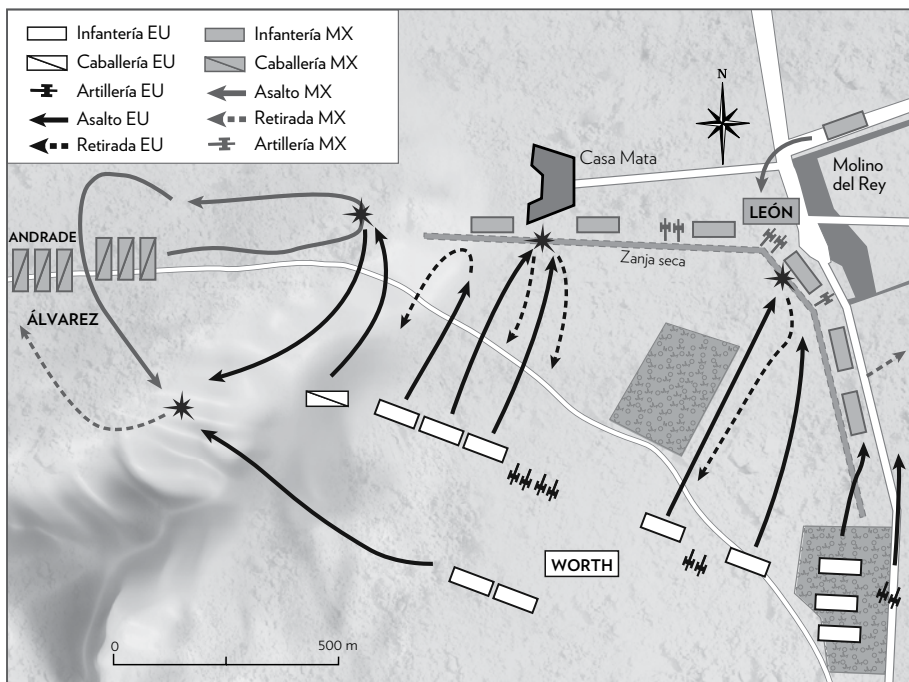 Infantería EU
Caballería EU
Artillería EU
Asalto EU
Retirada EU
Infantería MX
Caballería MX
Asalto MX
Retirada MX
Artillería MX
N
Casa Mata
Molino
del Rey
LEÓN
ANDRADE
Zanja seca
ÁLVAREZ
WORTH
0
500 m